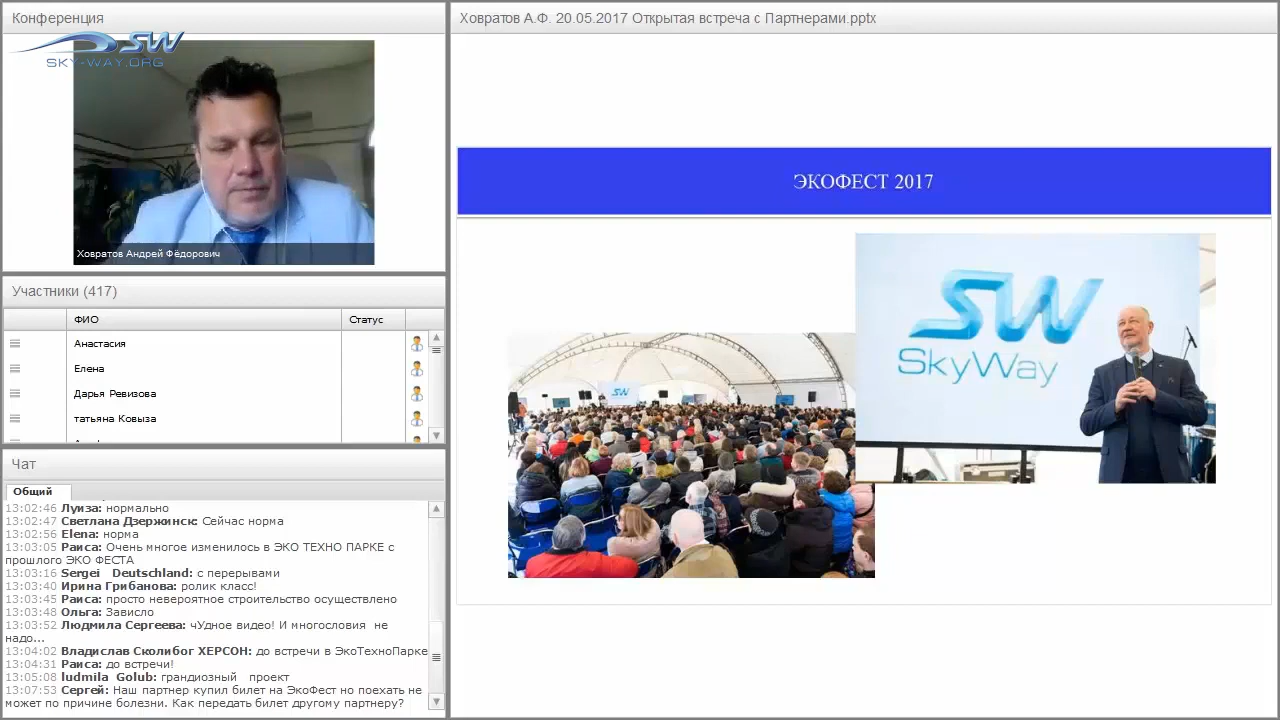 Конференция
SW
SKY-WAY.ORG
Ховратов Андрей Фёдорович
Участники (417)
ФИО Статус
Анастасия
Елена
Дарья Ревизова
татьяна Ковыза
Чат
Общий
13:02:46 Луиза: нормально
13:02:47 Светлана Дзержинск: Сейчас норма
13:02:56 Elena: норма
13:03:05 Раиса: Очень многое изменилось в ЭКО ТЕХНО ПАРКЕ с
прошлого ЭКО ФЕСТА
13:03:16 Sergei Deutschland: с перерывами
13:03:40 Ирина Грибанова: ролик класс!
13:03:45 Раиса: просто невероятное строительство осуществлено
13:03:48 Ольга: Зависло
13:03:52 Людмила Сергеева: чУдное видео! И многословия не
надо...
13:04:02 Владислав Сколибог ХЕРСОН: до встречи в ЭкоТехноПарке
13:04:31 Раиса: до встречи!
13:05:08 ludmila Golub: грандиозный проект
13:07:53 Сергей: Наш партнер купил билет на ЭкоФест но поехать не
может по причине болезни. Как передать билет другому партнеру?
Ховратов А.Ф. 20.05.2017 Открытая встреча с Партнерами.pptx
ЭКОФЕСТ 2017
SW
SkyWay
SW